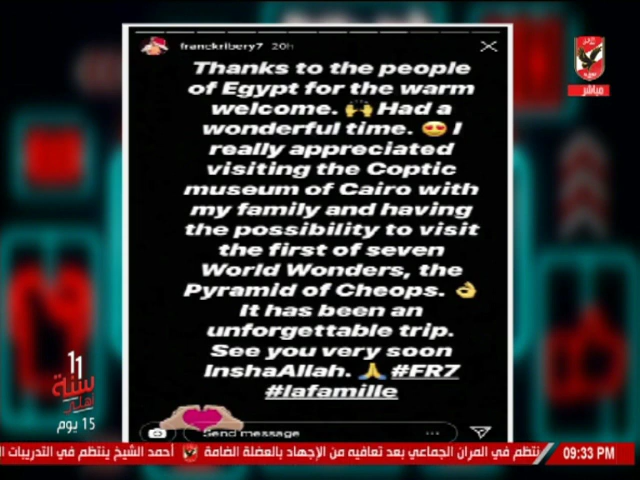 franckribery7 20h
Thanks to the people
of Egypt for the warm
welcome. 🙌 Had a
wonderful time. 😍 I
really appreciated
visiting the Coptic
museum of Cairo with
my family and having
the possibility to visit
the first of seven
World Wonders, the
Pyramid of Cheops. 👌
It has been an
unforgettable trip.
See you very soon
InshaAllah. 🙏 #FR7
#lafamille
Send message
مباشر
11
سنة
أهلي
15 يوم
نتظم في المران الجماعي بعد تعافيه من الإجهاد بالعضلة الضامة أحمد الشيخ ينتظم في التدريبات ال
09:33 PM